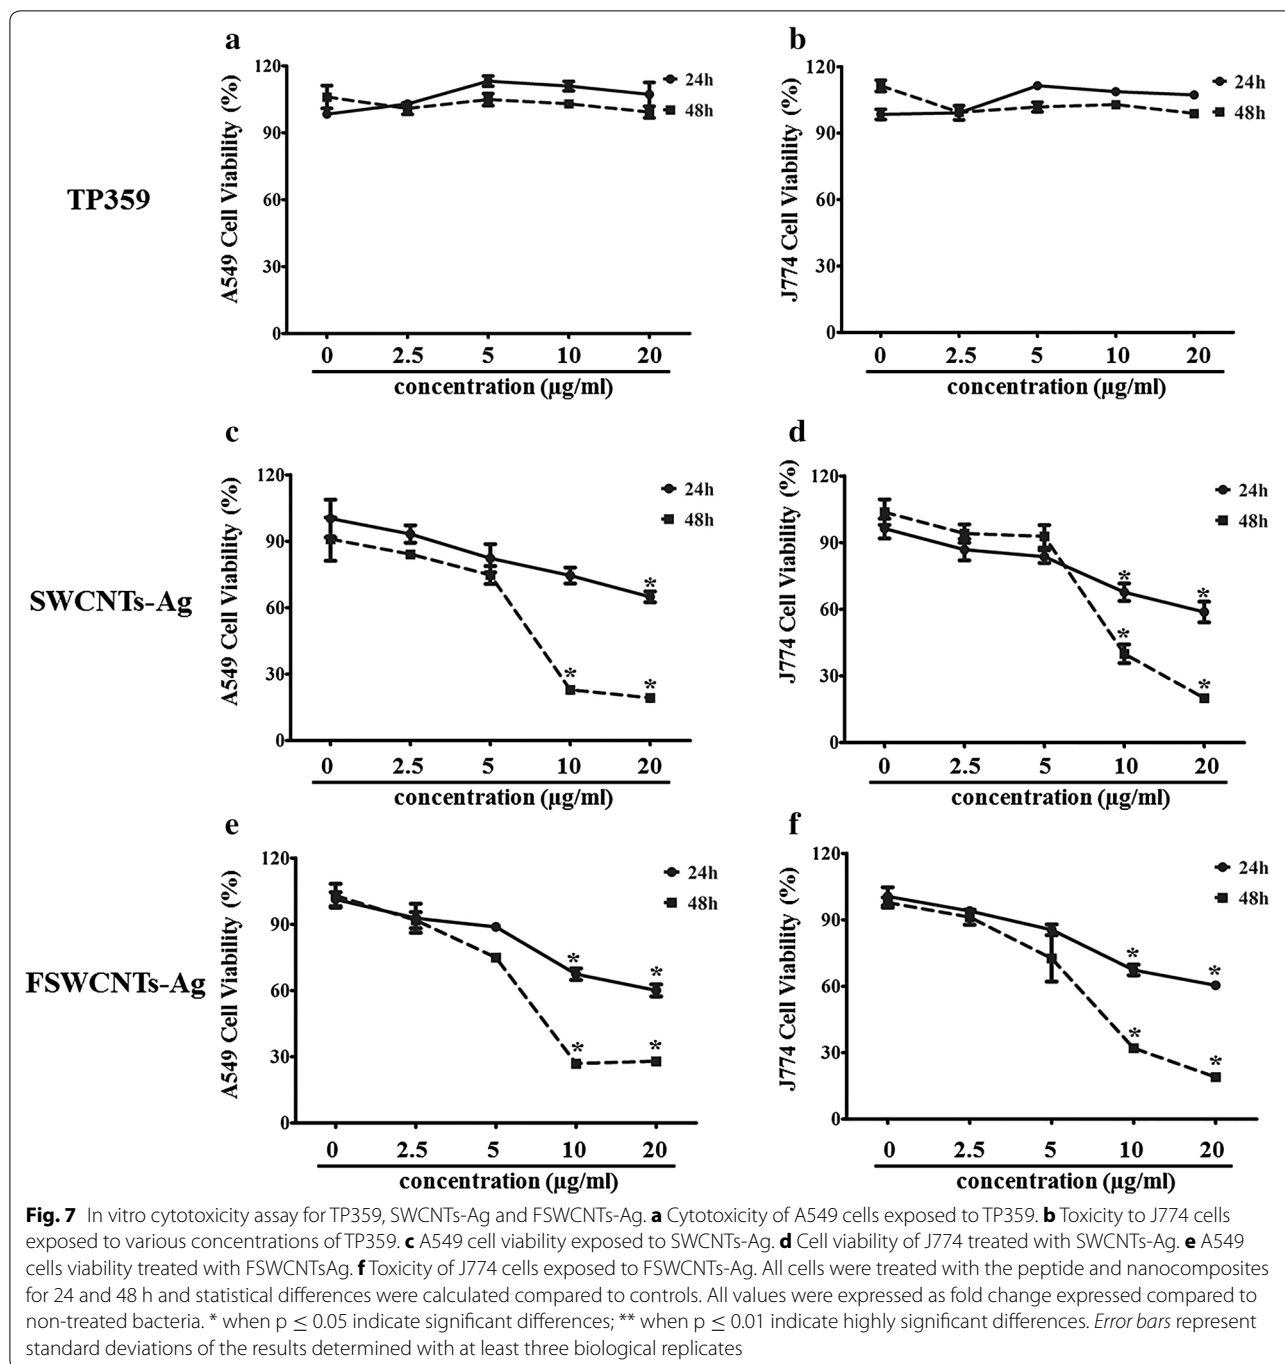 a
b
120
90
60
30
0
A549 Cell Viability (%)
24h
48h
0 2.5 5 10 20
concentration (μg/ml)
120
90
60
30
0
J774 Cell Viability (%)
24h
48h
0 2.5 5 10 20
concentration (μg/ml)
TP359
c
d
120
90
60
30
0
A549 Cell Viability (%)
24h
48h
*
*
*
0 2.5 5 10 20
concentration (μg/ml)
120
90
60
30
0
J774 Cell Viability (%)
24h
48h
*
*
*
*
0 2.5 5 10 20
concentration (μg/ml)
SWCNTs-Ag
e
f
120
90
60
30
0
A549 Cell Viability (%)
24h
48h
*
*
*
*
0 2.5 5 10 20
concentration (μg/ml)
120
90
60
30
0
J774 Cell Viability (%)
24h
48h
*
*
*
*
0 2.5 5 10 20
concentration (μg/ml)
FSWCNTs-Ag
Fig. 7 In vitro cytotoxicity assay for TP359, SWCNTs-Ag and FSWCNTs-Ag. a Cytotoxicity of A549 cells exposed to TP359. b Toxicity to J774 cells
exposed to various concentrations of TP359. c A549 cell viability exposed to SWCNTs-Ag. d Cell viability of J774 treated with SWCNTs-Ag. e A549
cells viability treated with FSWCNTsAg. f Toxicity of J774 cells exposed to FSWCNTs-Ag. All cells were treated with the peptide and nanocomposites
for 24 and 48 h and statistical differences were calculated compared to controls. All values were expressed as fold change expressed compared to
non-treated bacteria. * when p ≤ 0.05 indicate significant differences; ** when p ≤ 0.01 indicate highly significant differences. Error bars represent
standard deviations of the results determined with at least three biological replicates